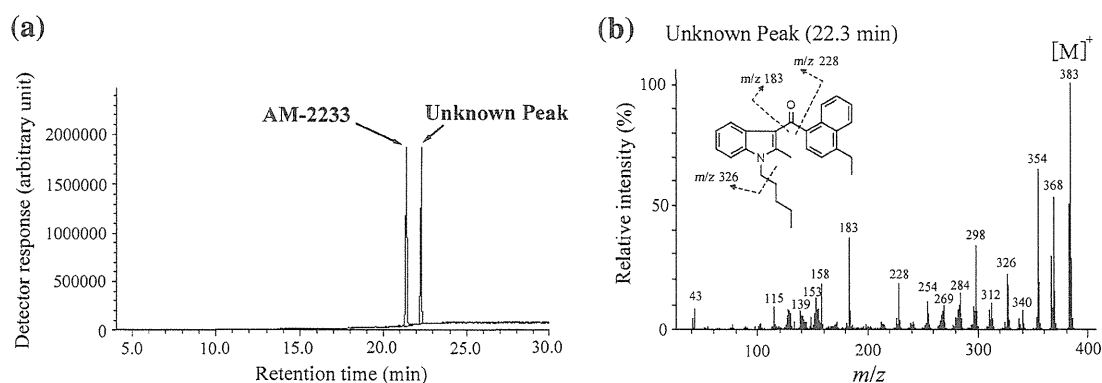 (a)
AM-2233
Unknown Peak
Detector response (arbitrary unit)
2000000
1500000
1000000
500000
0
5.0 10.0 15.0 20.0 25.0 30.0
Retention time (min)
(b) Unknown Peak (22.3 min)
[M]+
m/z 228
m/z 183
O
N
m/z 326
Relative intensity (%)
100
50
0
383
354
368
183
298
326
158
228
153
284
254
43
115
139
269
312
340
100 200 30.0 400
m/z